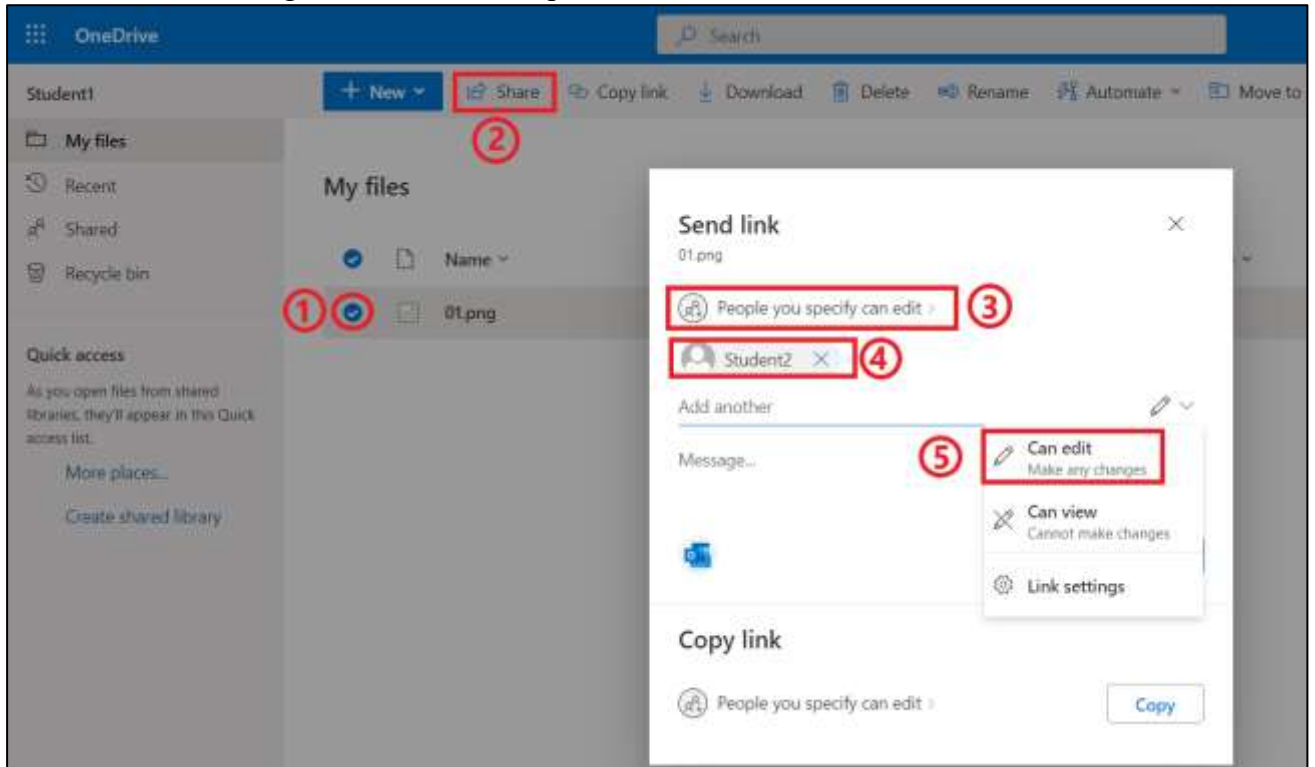 OneDrive
Search
Student1
+ New
Share
Copy link
Download
Delete
Rename
Automate
Move to
②
My files
Recent
Shared
Recycle bin
Quick access
As you open files from shared
libraries, they'll appear in this Quick
access list.
More places...
Create shared library
My files
Name
①
01.png
Send link
01.png
People you specify can edit
③
Student2
④
Add another
Message...
⑤
Can edit
Make any changes
Can view
Cannot make changes
Link settings
Copy link
People you specify can edit
Copy